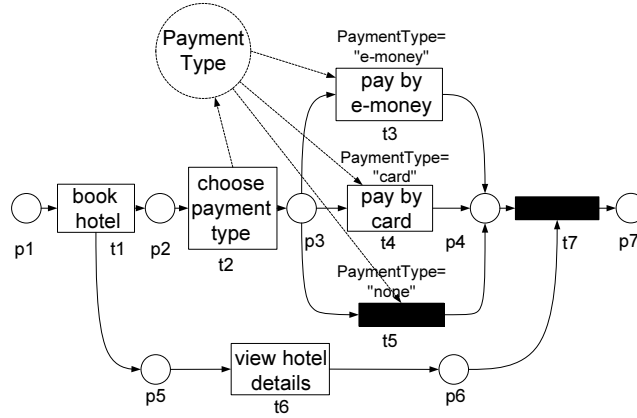 Payment
Type
PaymentType=
"e-money"
pay by
e-money
t3
PaymentType=
"card"
book
hotel
choose
payment
type
pay by
card
p1
t1
p2
t2
p3
t4
p4
t7
p7
PaymentType=
"none"
t5
view hotel
details
p5
t6
p6